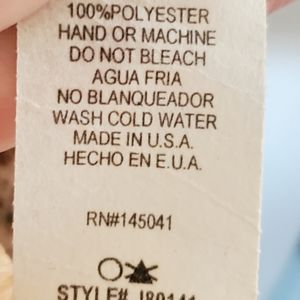 100%POLYESTER
HAND OR MACHINE
DO NOT BLEACH
AGUA FRIA
NO BLANQUEADOR
WASH COLD WATER
MADE IN U.S.A.
HECHO EN E.U.A.
RN#145041
STYLE#